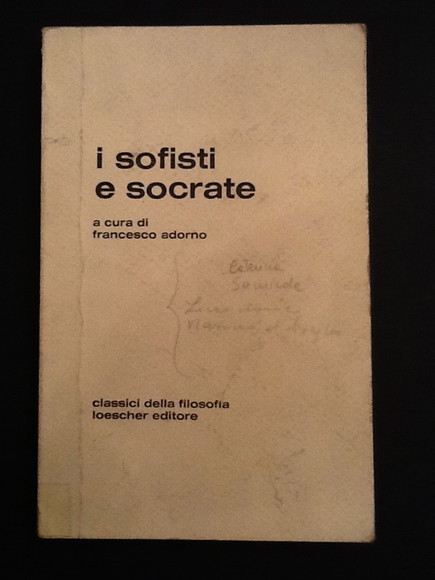 i sofisti
e socrate
a cura di
francesco adorno
classici della filosofia
loescher editore